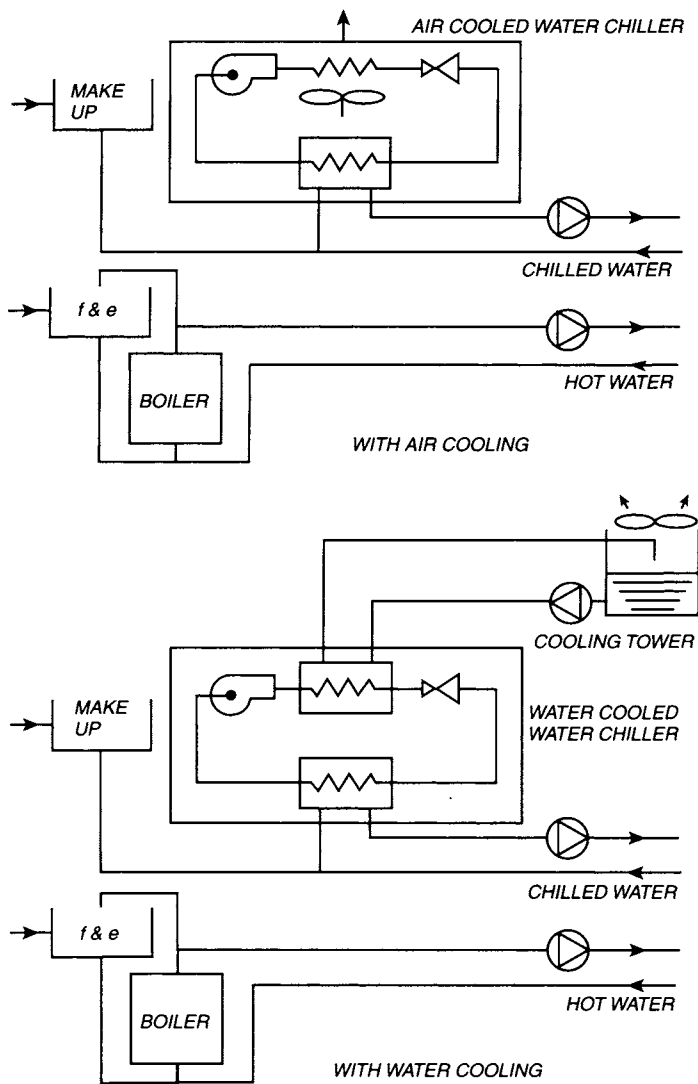 AIR COOLED WATER CHILLER
MAKE
UP
CHILLED WATER
f & e
BOILER
HOT WATER
WITH AIR COOLING
COOLING TOWER
MAKE
UP
WATER COOLED
WATER CHILLER
CHILLED WATER
f & e
BOILER
HOT WATER
WITH WATER COOLING